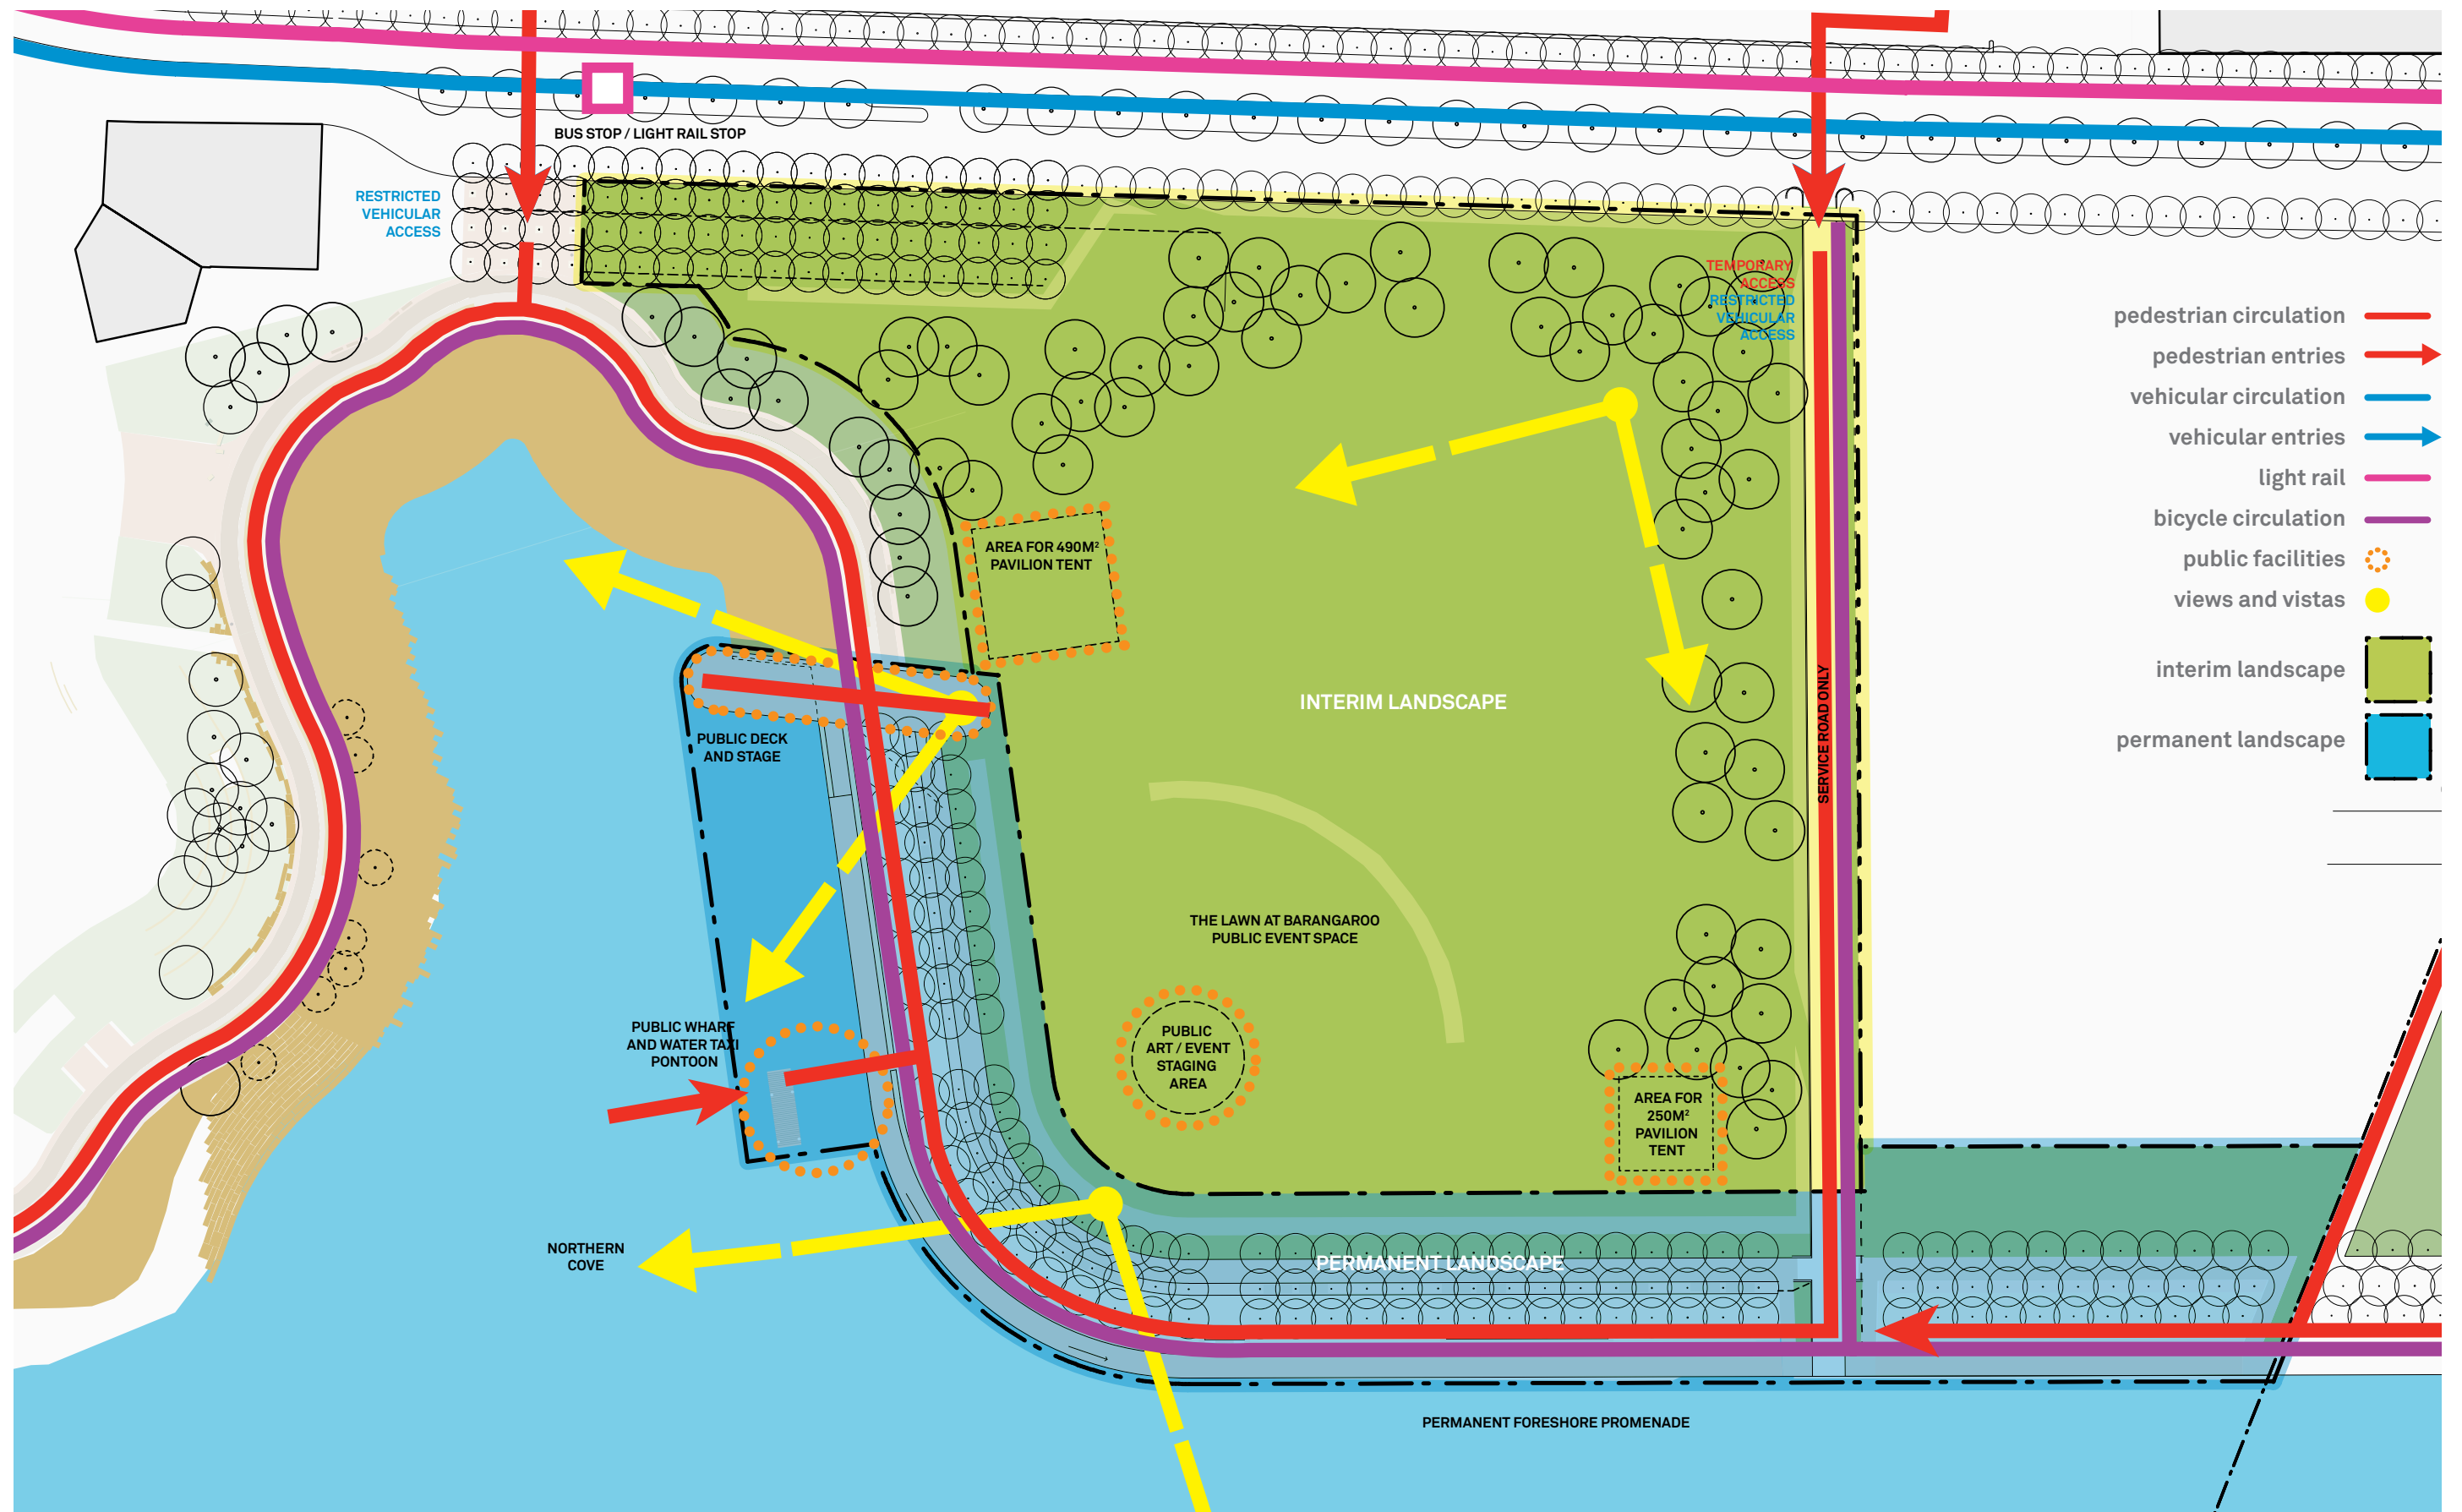 BUS STOP / LIGHT RAIL STOP
RESTRICTED
VEHICULAR
ACCESS
TEMPORARY
ACCESS
RESTRICTED
VEHICULAR
ACCESS
pedestrian circulation
pedestrian entries
vehicular circulation
vehicular entries
light rail
bicycle circulation
public facilities
views and vistas
interim landscape
permanent landscape
AREA FOR 490M²
PAVILION TENT
INTERIM LANDSCAPE
SERVICE ROAD ONLY
PUBLIC DECK
AND STAGE
THE LAWN AT BARANGAROO
PUBLIC EVENT SPACE
PUBLIC WHARF
AND WATER TAXI
PONTOON
PUBLIC
ART / EVENT
STAGING
AREA
AREA FOR
250M²
PAVILION
TENT
NORTHERN
COVE
PERMANENT LANDSCAPE
PERMANENT FORESHORE PROMENADE